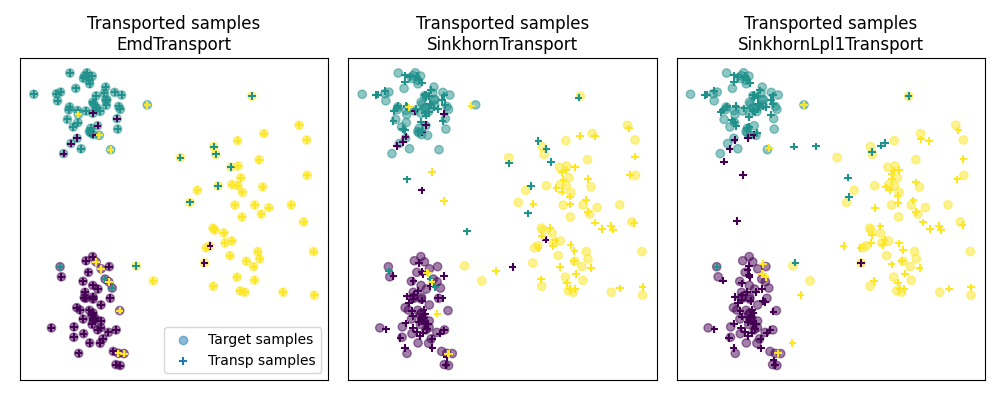 Transported samples
EmdTransport
Transported samples
SinkhornTransport
Transported samples
SinkhornLpl1Transport
Target samples
Transp samples